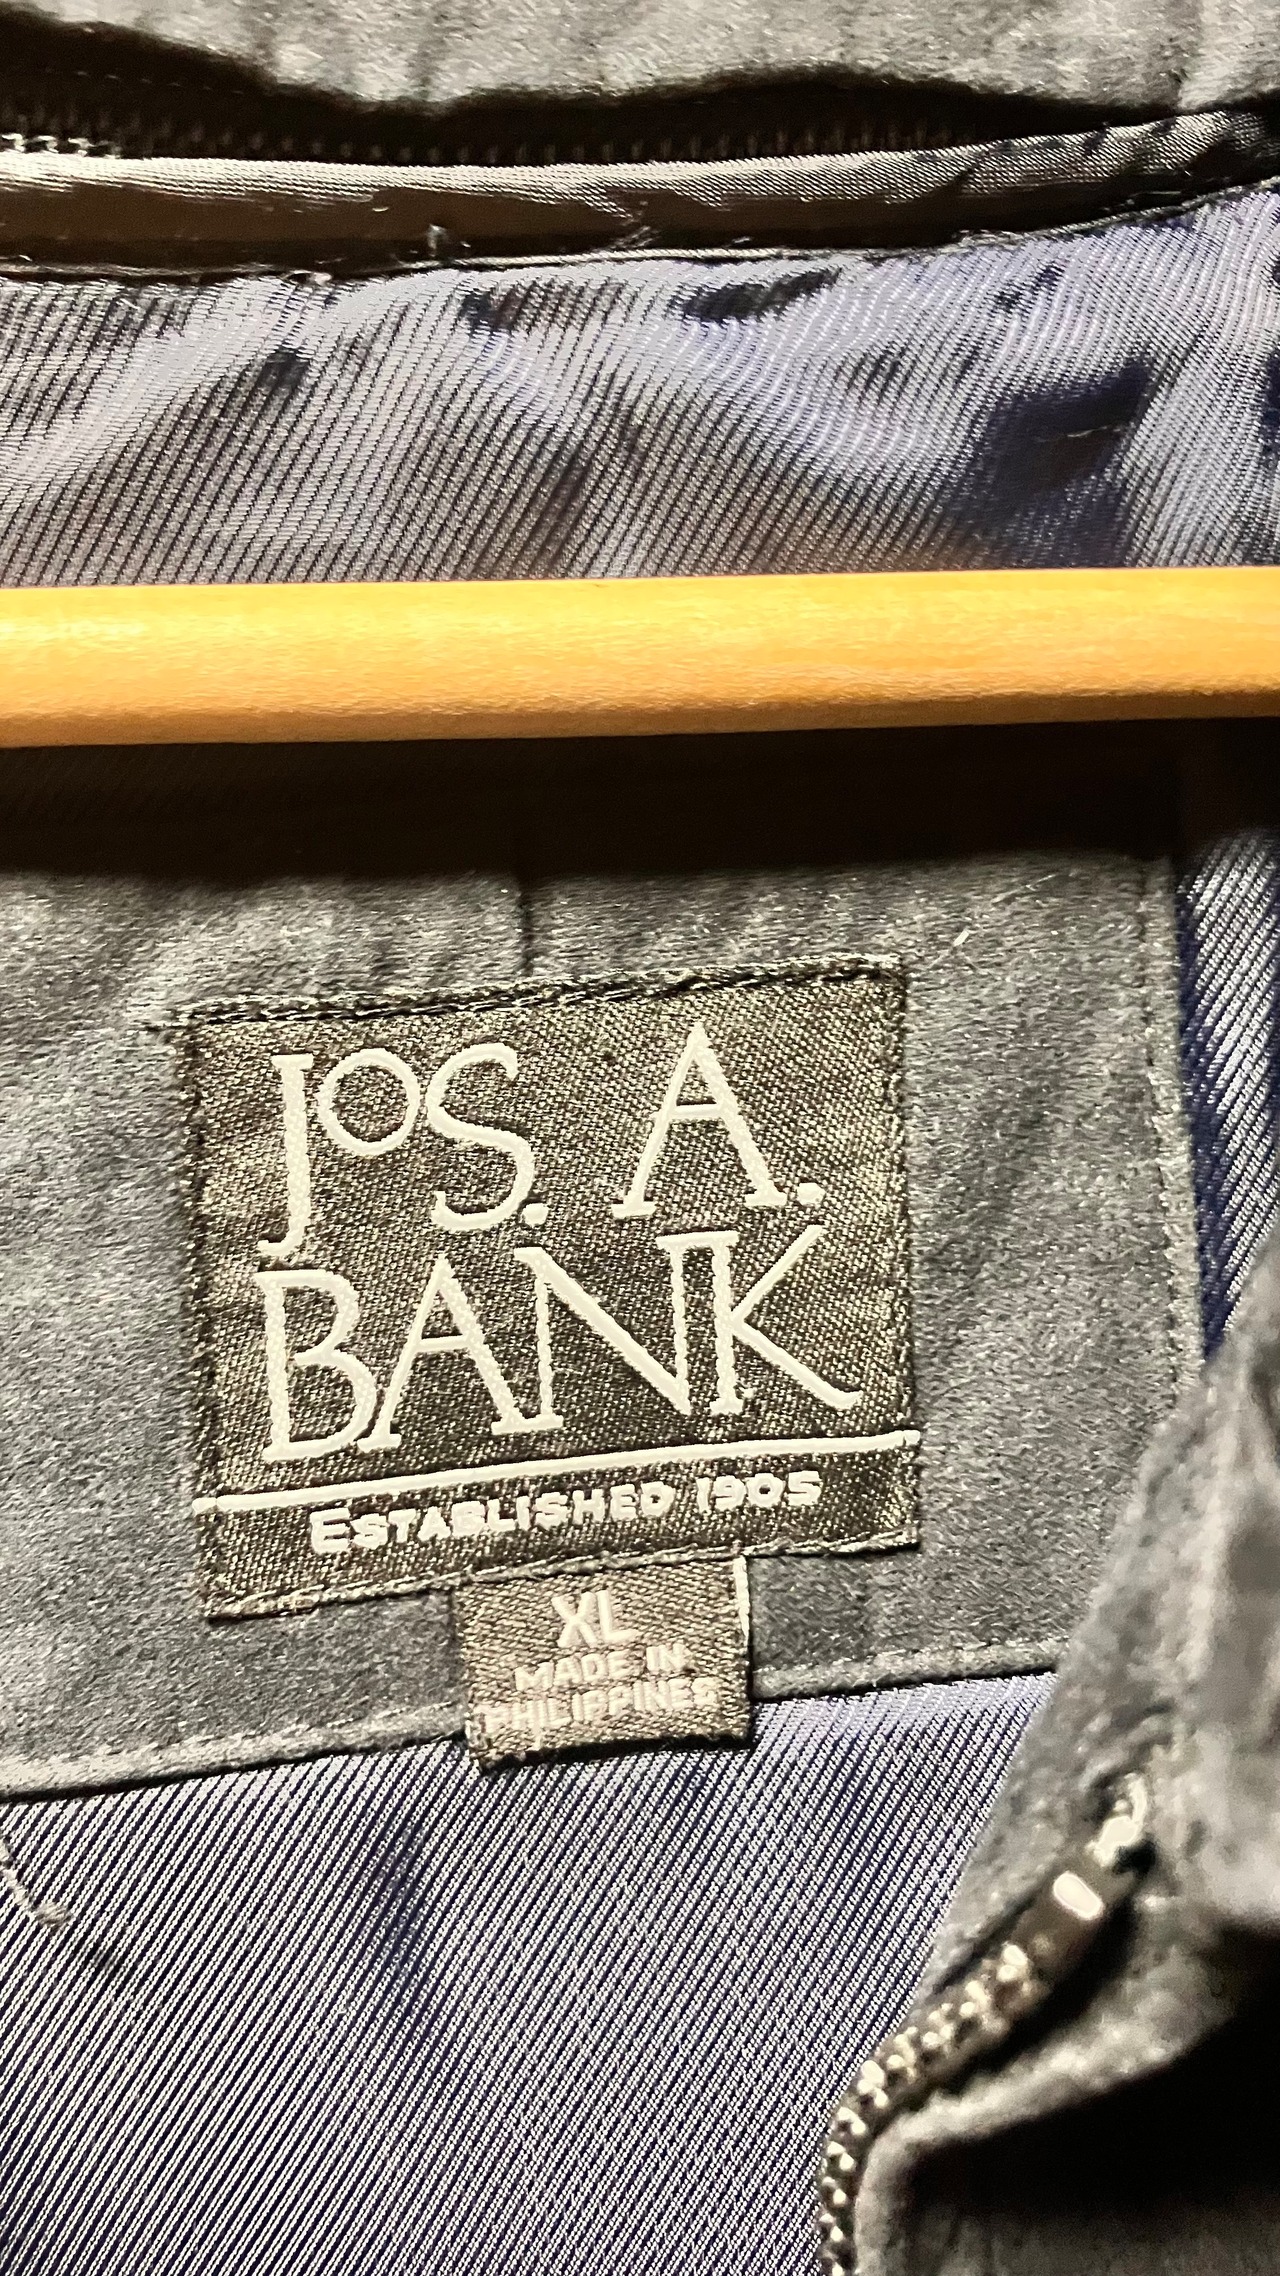 JOS. A.
BANK
ESTABLISHED 1905
XL
MADE IN
PHILIPPINES